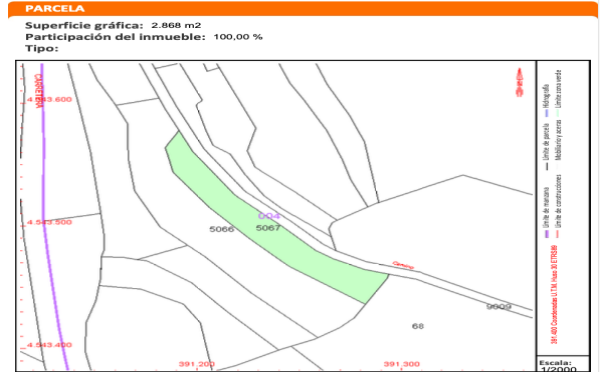 PARCELA
Superficie gráfica: 2.868 m2
Participación del inmueble: 100,00 %
Tipo:
CARRETERA
4.543.600
4.543.500
4.543.400
004
5066
5067
Camino
9009
68
391.200
391.300
Límite de manzana
Límite de parcela
Hidrografía
Límite de construcciones
Mobiliario y aceras
Límite zona verde
391.400 Coordenadas U.T.M. Huso 30 ETRS89
Escala:
1/2000